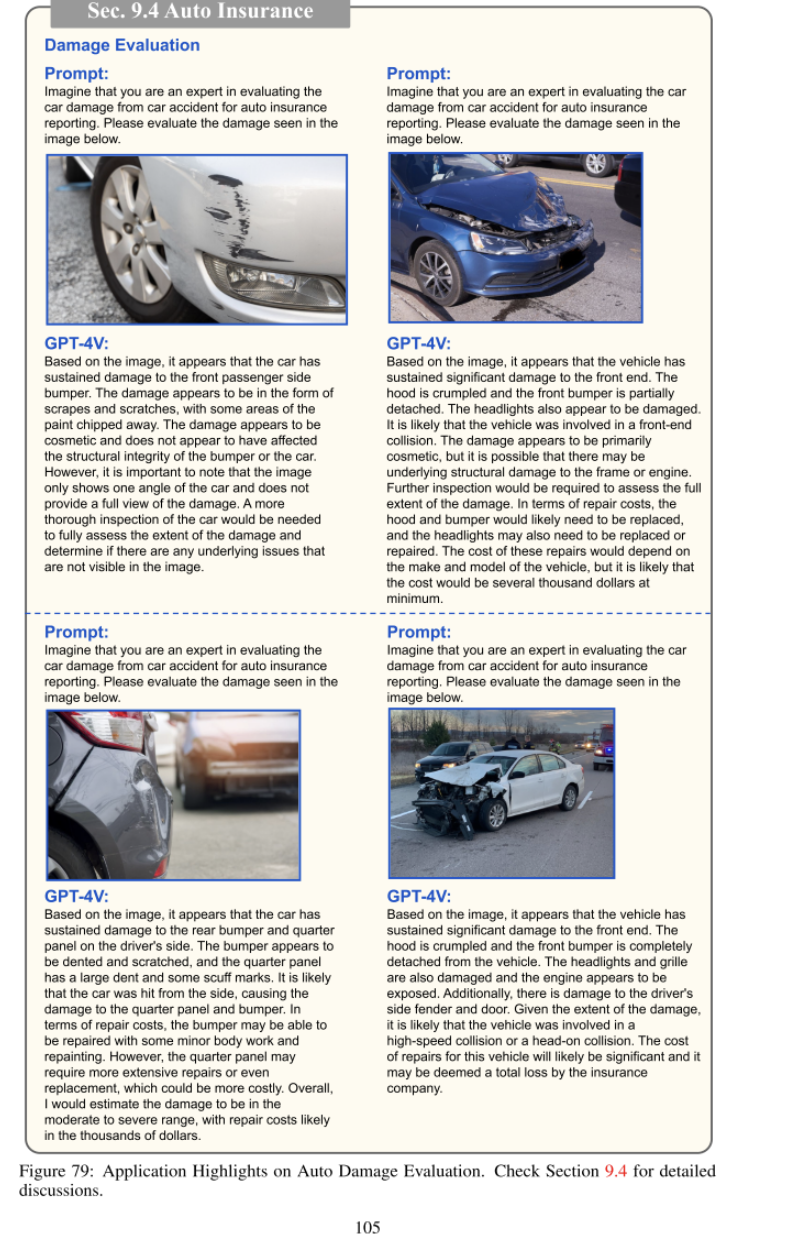 Sec. 9.4 Auto Insurance
Damage Evaluation
Prompt:
Imagine that you are an expert in evaluating the
car damage from car accident for auto insurance
reporting. Please evaluate the damage seen in the
image below.
GPT-4V:
Based on the image, it appears that the car has
sustained damage to the front passenger side
bumper. The damage appears to be in the form of
scrapes and scratches, with some areas of the
paint chipped away. The damage appears to be
cosmetic and does not appear to have affected
the structural integrity of the bumper or the car.
However, it is important to note that the image
only shows one angle of the car and does not
provide a full view of the damage. A more
thorough inspection of the car would be needed
to fully assess the extent of the damage and
determine if there are any underlying issues that
are not visible in the image.
Prompt:
Imagine that you are an expert in evaluating the car
damage from car accident for auto insurance
reporting. Please evaluate the damage seen in the
image below.
GPT-4V:
Based on the image, it appears that the vehicle has
sustained significant damage to the front end. The
hood is crumpled and the front bumper is partially
detached. The headlights also appear to be damaged.
It is likely that the vehicle was involved in a front-end
collision. The damage appears to be primarily
cosmetic, but it is possible that there may be
underlying structural damage to the frame or engine.
Further inspection would be required to assess the full
extent of the damage. In terms of repair costs, the
hood and bumper would likely need to be replaced,
and the headlights may also need to be replaced or
repaired. The cost of these repairs would depend on
the make and model of the vehicle, but it is likely that
the cost would be several thousand dollars at
minimum.
Prompt:
Imagine that you are an expert in evaluating the
car damage from car accident for auto insurance
reporting. Please evaluate the damage seen in the
image below.
GPT-4V:
Based on the image, it appears that the car has
sustained damage to the rear bumper and quarter
panel on the driver's side. The bumper appears to
be dented and scratched, and the quarter panel
has a large dent and some scuff marks. It is likely
that the car was hit from the side, causing the
damage to the quarter panel and bumper. In
terms of repair costs, the bumper may be able to
be repaired with some minor body work and
repainting. However, the quarter panel may
require more extensive repairs or even
replacement, which could be more costly. Overall,
I would estimate the damage to be in the
moderate to severe range, with repair costs likely
in the thousands of dollars.
Prompt:
Imagine that you are an expert in evaluating the car
damage from car accident for auto insurance
reporting. Please evaluate the damage seen in the
image below.
GPT-4V:
Based on the image, it appears that the vehicle has
sustained significant damage to the front end. The
hood is crumpled and the front bumper is completely
detached from the vehicle. The headlights and grille
are also damaged and the engine appears to be
exposed. Additionally, there is damage to the driver's
side fender and door. Given the extent of the damage,
it is likely that the vehicle was involved in a
high-speed collision or a head-on collision. The cost
of repairs for this vehicle will likely be significant and it
may be deemed a total loss by the insurance
company.
Figure 79: Application Highlights on Auto Damage Evaluation. Check Section 9.4 for detailed
discussions.
105